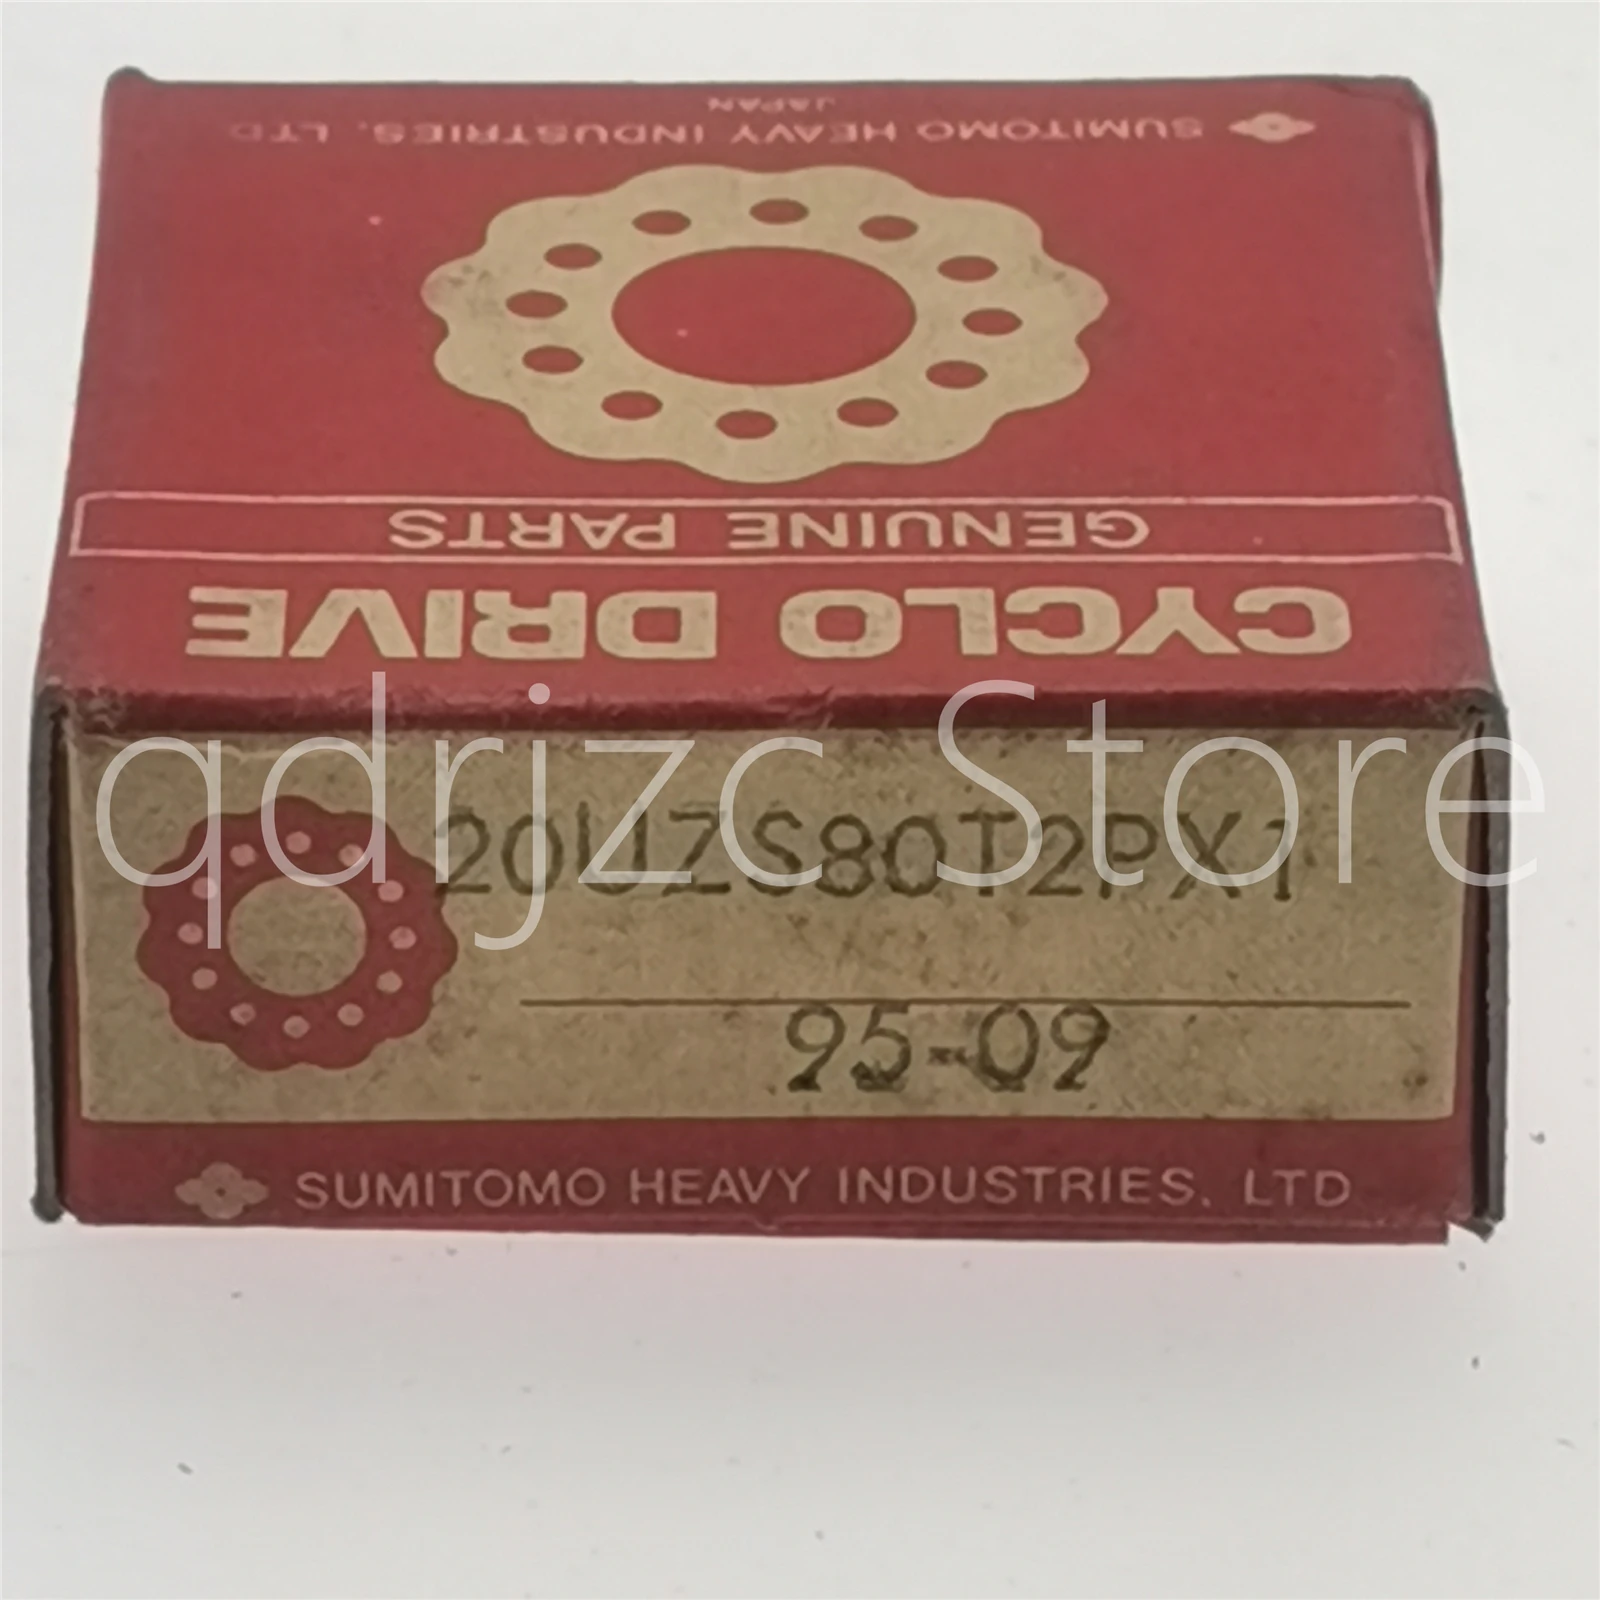 SUMITOMO HEAVY INDUSTRIES, LTD
JAPAN
GENUINE PARTS
CYCLO DRIVE
qdrjzc Store
20UZS80T2PX1
95-09
SUMITOMO HEAVY INDUSTRIES. LTD